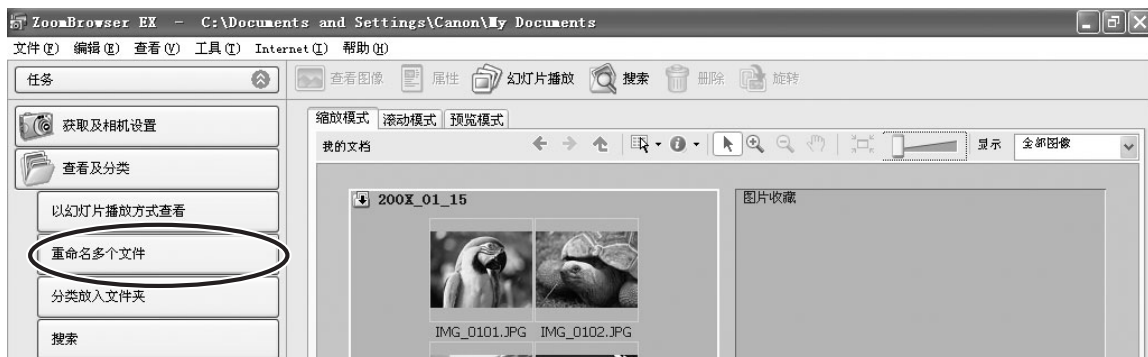 ZoomBrowser EX － C:\Documents and Settings\Canon\My Documents
文件(F) 编辑(E) 查看(V) 工具(T) Internet(I) 帮助(H)
任务 查看图像 属性 幻灯片播放 搜索 删除 旋转
获取及相机设置
查看及分类
以幻灯片播放方式查看
重命名多个文件
分类放入文件夹
搜索
缩放模式 滚动模式 预览模式
我的文档 显示 全部图像
200X_01_15 图片收藏
IMG_0101.JPG IMG_0102.JPG